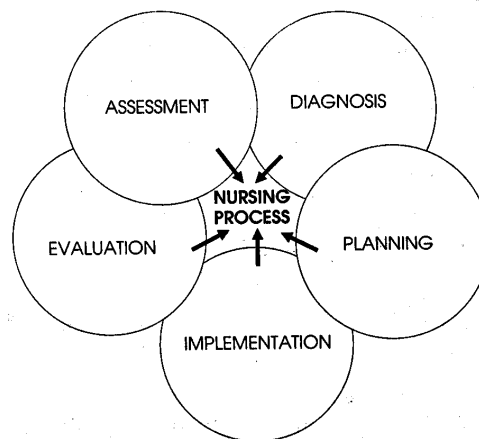 ASSESSMENT
DIAGNOSIS
NURSING
PROCESS
EVALUATION
PLANNING
IMPLEMENTATION